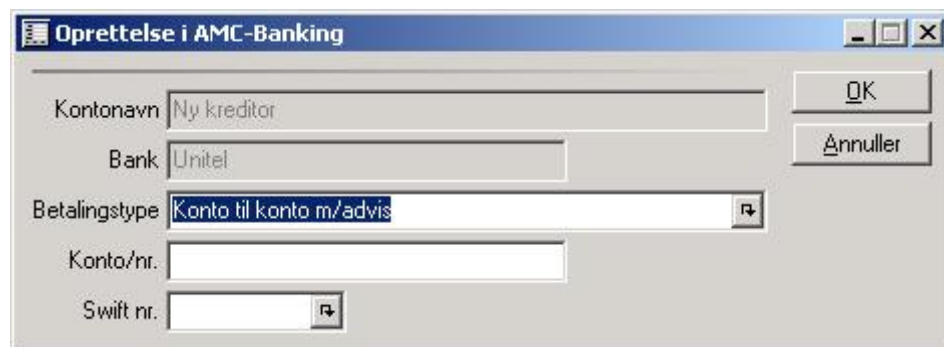 Oprettelse i AMC-Banking
Kontonavn Ny kreditor
OK
Bank Unitel
Annuller
Betalingstype Konto til konto m/advis
Konto/nr.
Swift nr.